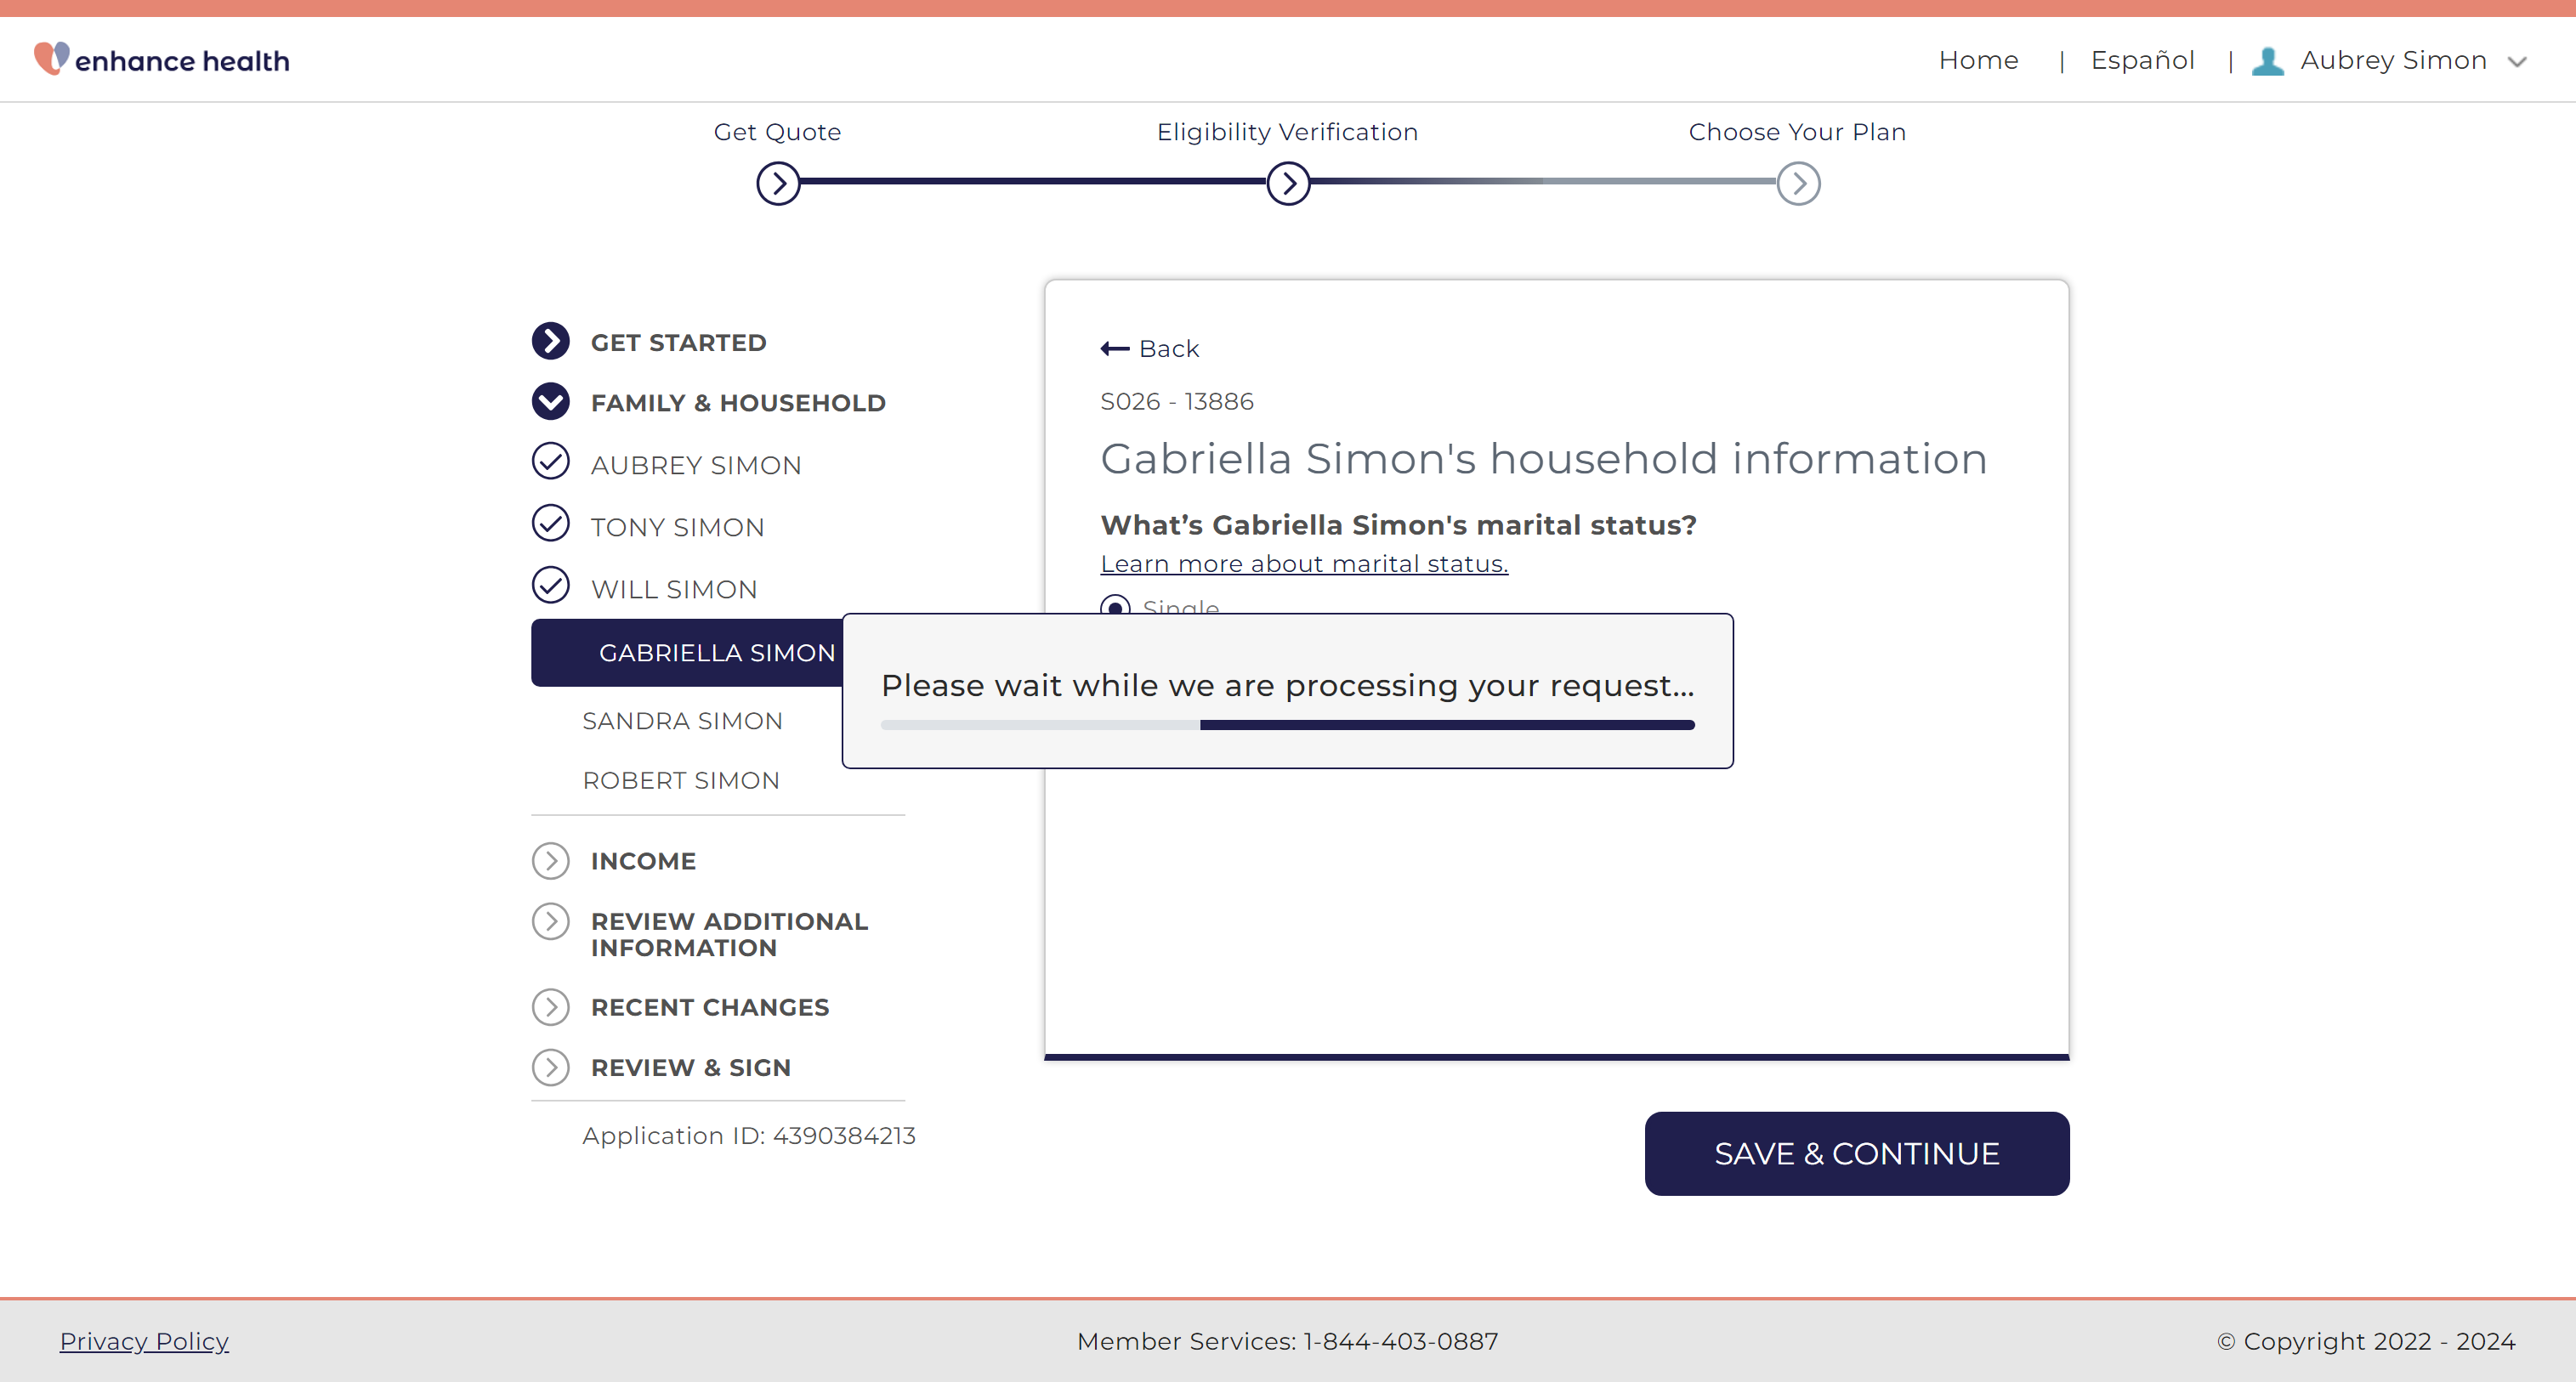 enhance health
Home | Español | Aubrey Simon
Get Quote
Eligibility Verification
Choose Your Plan
GET STARTED
FAMILY & HOUSEHOLD
AUBREY SIMON
TONY SIMON
WILL SIMON
GABRIELLA SIMON
SANDRA SIMON
ROBERT SIMON
INCOME
REVIEW ADDITIONAL
INFORMATION
RECENT CHANGES
REVIEW & SIGN
Application ID: 4390384213
Back
S026 - 13886
Gabriella Simon's household information
What’s Gabriella Simon's marital status?
Learn more about marital status.
Single
Please wait while we are processing your request...
SAVE & CONTINUE
Privacy Policy
Member Services: 1-844-403-0887
© Copyright 2022 - 2024